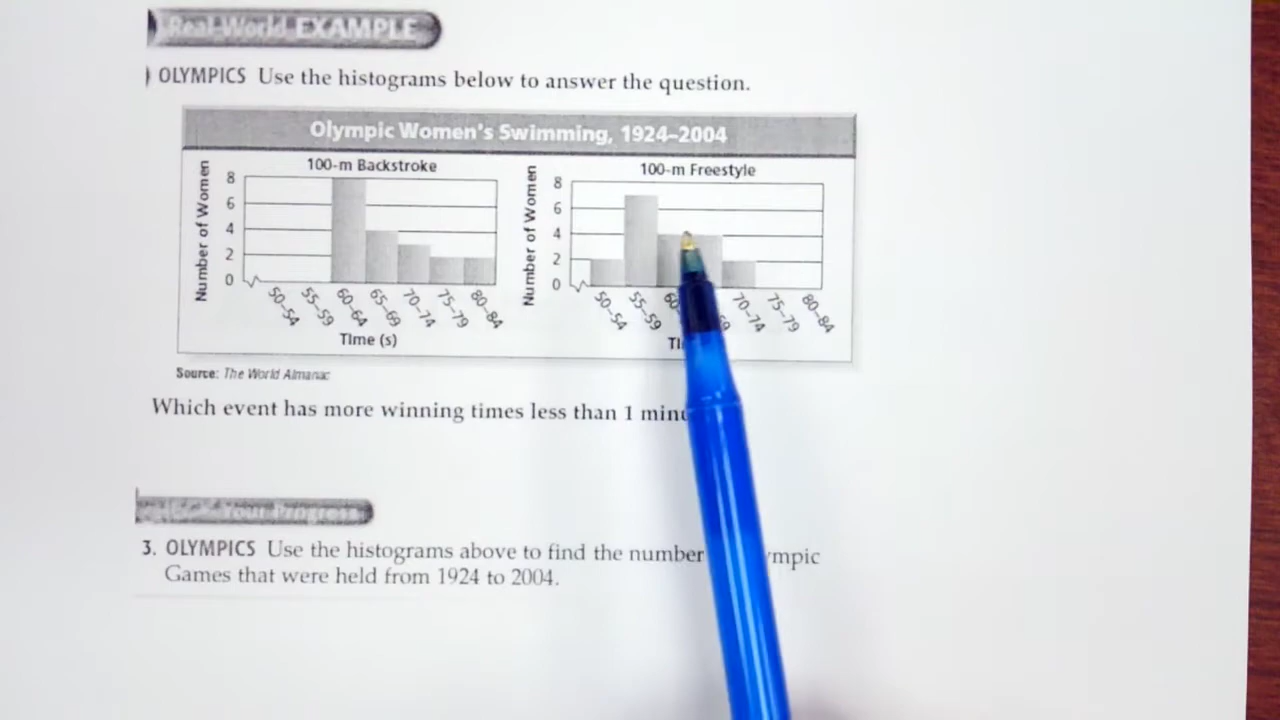 Real-World EXAMPLE
OLYMPICS Use the histograms below to answer the question.
Olympic Women's Swimming, 1924–2004
100-m Backstroke
Number of Women
8
6
4
2
0
50–54
55–59
60–64
65–69
70–74
75–79
80–84
Time (s)
100-m Freestyle
Number of Women
8
6
4
2
0
50–54
55–59
70–74
75–79
80–84
Source: The World Almanac
Which event has more winning times less than 1
3. OLYMPICS Use the histograms above to find the number
Games that were held from 1924 to 2004.
Your Progress